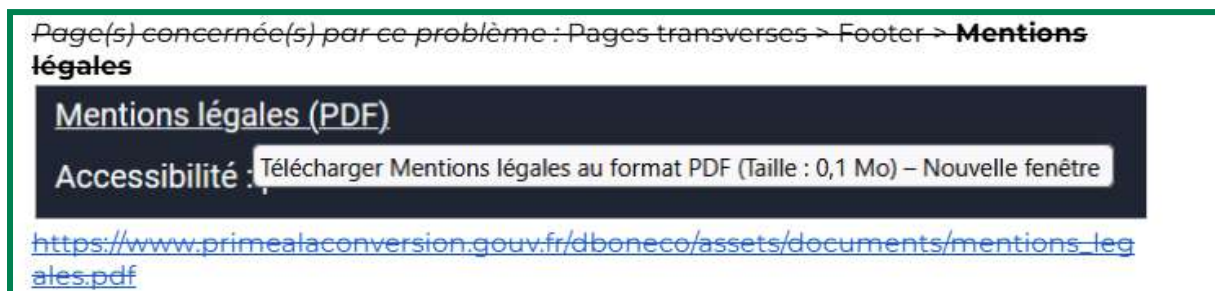 Page(s) concernée(s) par ce problème : Pages transverses > Footer > Mentions
légales
Mentions légales (PDF)
Accessibilité :
Télécharger Mentions légales au format PDF (Taille : 0,1 Mo) – Nouvelle fenêtre
https://www.primealaconversion.gouv.fr/dboneco/assets/documents/mentions_leg
ales.pdf